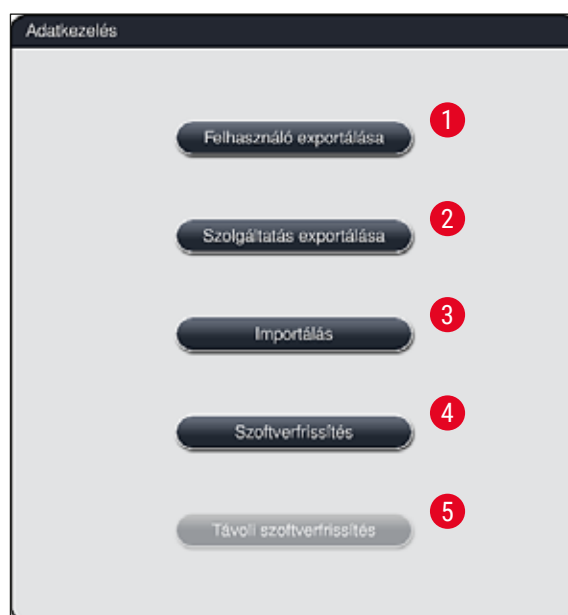 Adatkezelés
Felhasználó exportálása
1
Szolgáltatás exportálása
2
Importálás
3
Szoftverfrissítés
4
Távoli szoftverfrissítés
5